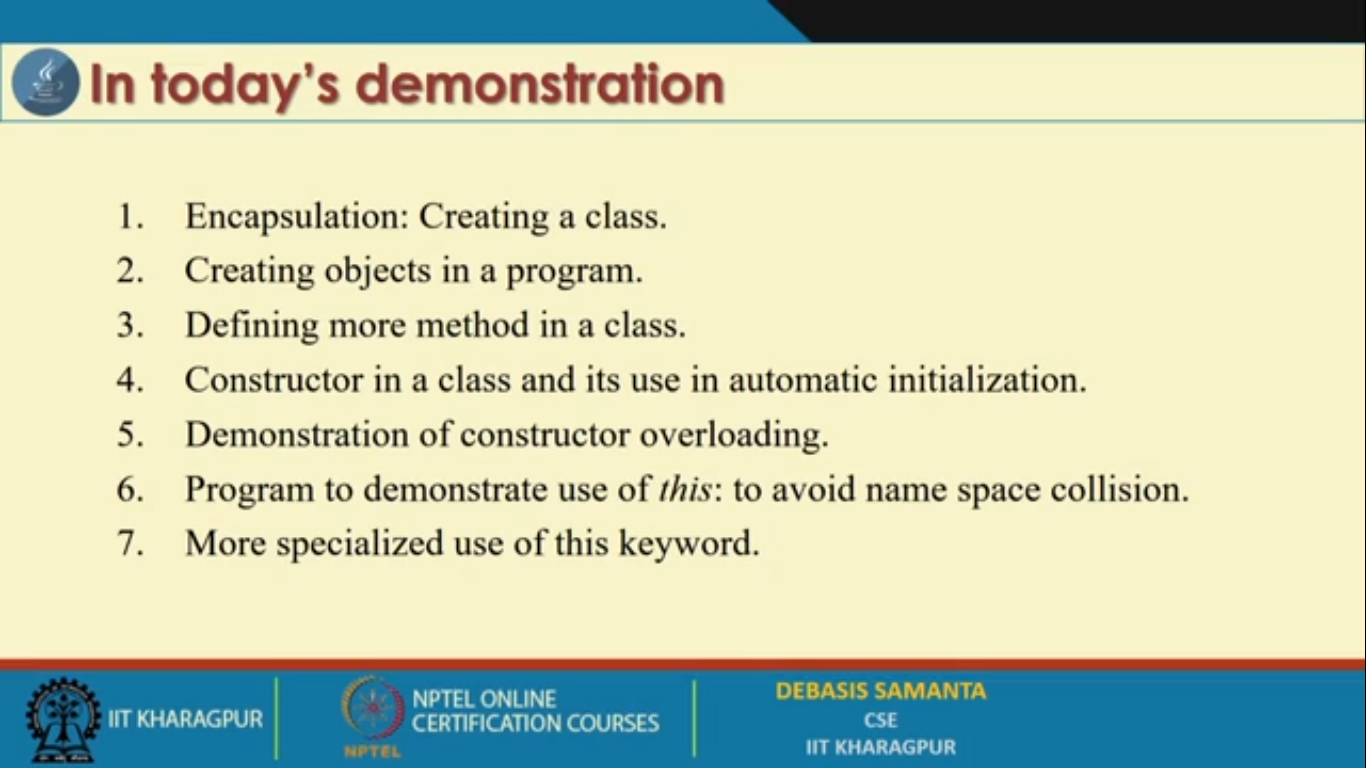 In today's demonstration
1. Encapsulation: Creating a class.
2. Creating objects in a program.
3. Defining more method in a class.
4. Constructor in a class and its use in automatic initialization.
5. Demonstration of constructor overloading.
6. Program to demonstrate use of this: to avoid name space collision.
7. More specialized use of this keyword.
IIT KHARAGPUR
NPTEL
NPTEL ONLINE
CERTIFICATION COURSES
DEBASIS SAMANTA
CSE
IIT KHARAGPUR